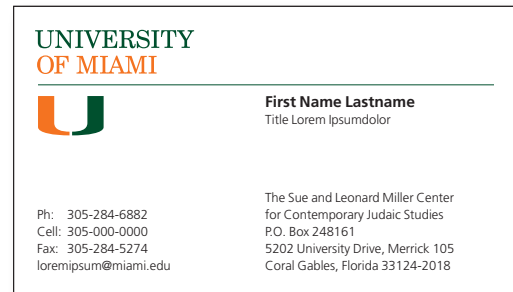 UNIVERSITY
OF MIAMI
U
First Name Lastname
Title Lorem Ipsumdolor
Ph: 305-284-6882
Cell: 305-000-0000
Fax: 305-284-5274
loremipsum@miami.edu
The Sue and Leonard Miller Center
for Contemporary Judaic Studies
P.O. Box 248161
5202 University Drive, Merrick 105
Coral Gables, Florida 33124-2018